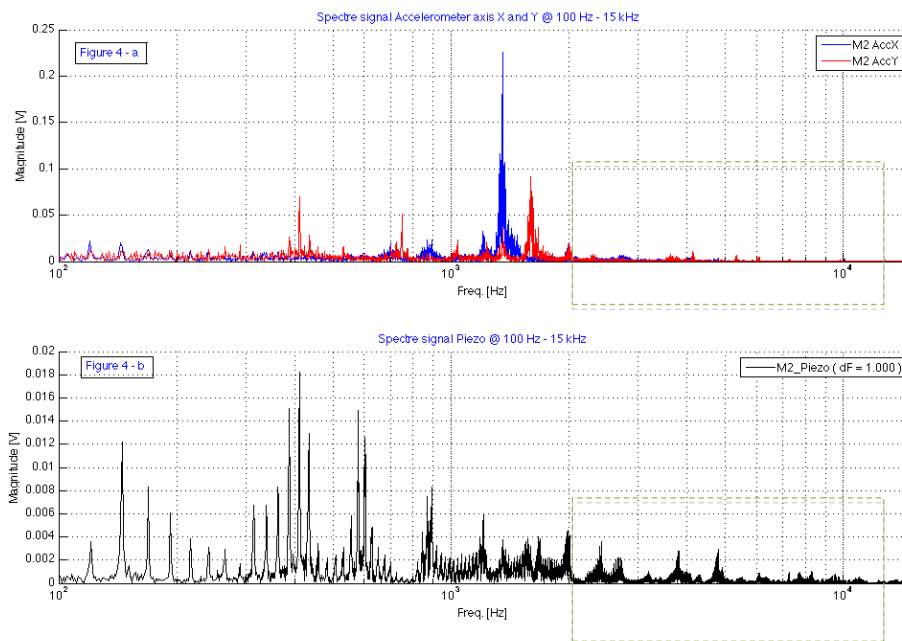 Spectre signal Accelerometer axis X and Y @ 100 Hz - 15 kHz
0.25
Figure 4 - a
M2 AccX
M2 AccY
0.2
0.15
Magnitude [V]
0.1
0.05
0
10^2
10^3
10^4
Freq. [Hz]
Spectre signal Piezo @ 100 Hz - 15 kHz
0.02
Figure 4 - b
M2_Piezo ( dF = 1.000 )
0.018
0.016
0.014
0.012
Magnitude [V]
0.01
0.008
0.006
0.004
0.002
0
10^2
10^3
10^4
Freq. [Hz]